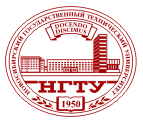 НОВОСИБИРСКИЙ ГОСУДАРСТВЕННЫЙ ТЕХНИЧЕСКИЙ УНИВЕРСИТЕТ
DOCENDO
DISCIMUS
НГТУ
1950